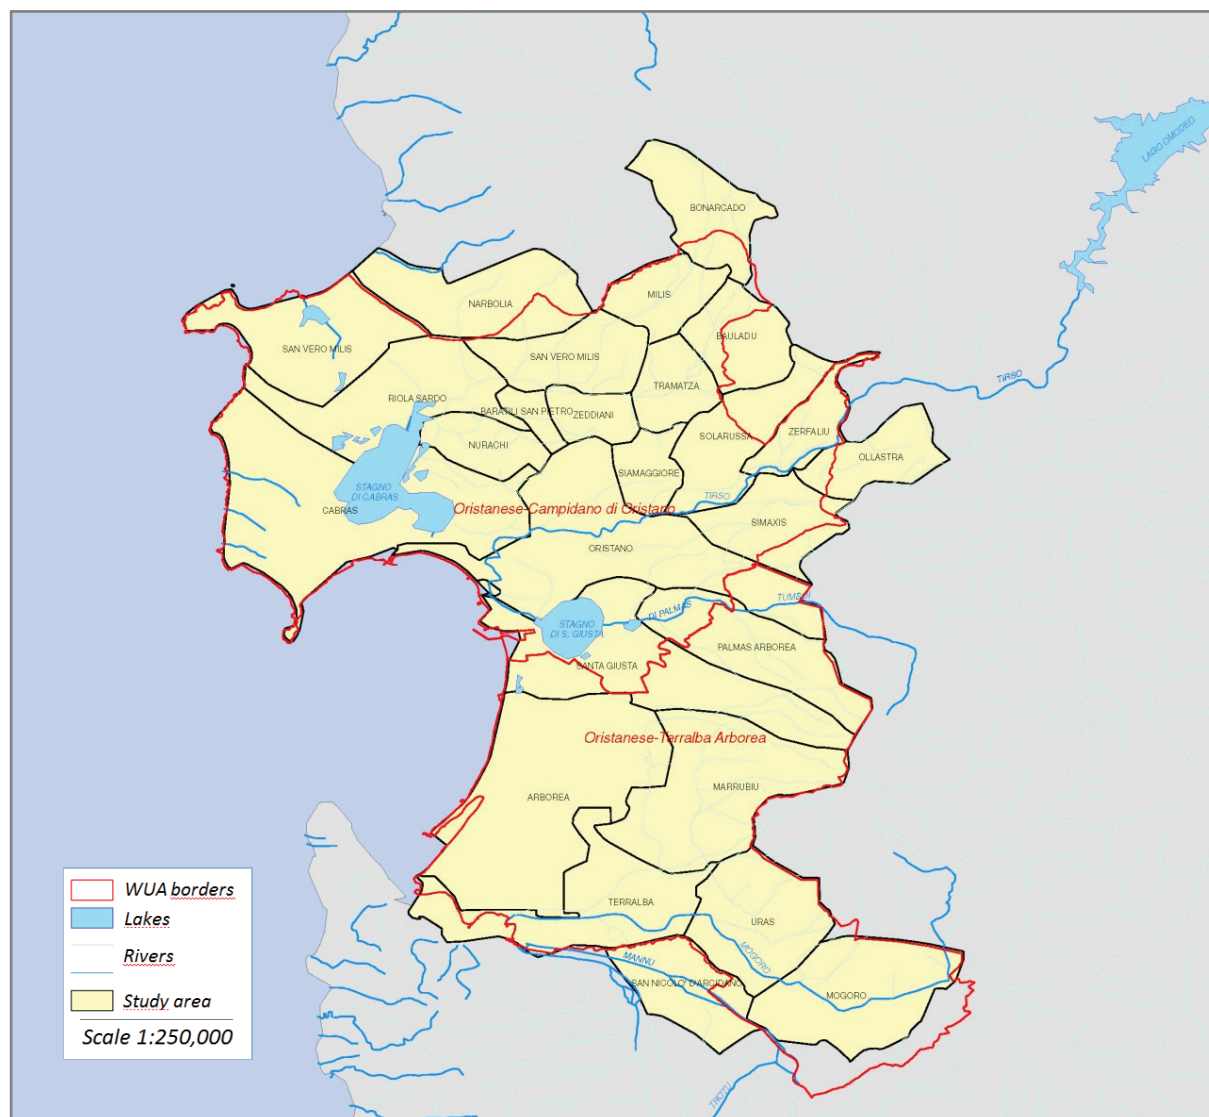 LAGO OMODEO
BONARCADO
NARBOLIA
MILIS
BAULADU
SAN VERO MILIS
SAN VERO MILIS
TRAMATZA
TIRSO
RIOLA SARDO
BARATILI SAN PIETRO
ZEDDIANI
NURACHI
SOLARUSSA
ZERFALIU
OLLASTRA
SIAMAGGIORE
STAGNO
DI CABRAS
TIRSO
CABRAS
Oristanese-Campidano di Oristano
SIMAXIS
ORISTANO
TUMBOI
DI PALMAS
STAGNO
DI S. GIUSTA
PALMAS ARBOREA
SANTA GIUSTA
Oristanese-Terralba Arborea
MARRUBIU
ARBOREA
TERRALBA
URAS
MOGORO
MANNU
SAN NICOLO' D'ARCIDANO
MOGORO
TROTU
WUA borders
Lakes
Rivers
Study area
Scale 1:250,000